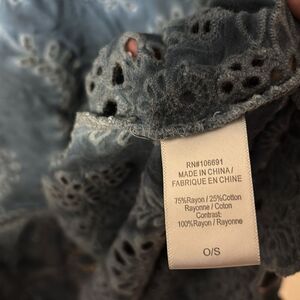 RN#106691
MADE IN CHINA /
FABRIQUE EN CHINE
75%Rayon / 25%Cotton
Rayonne / Coton
Contrast:
100%Rayon / Rayonne
O/S